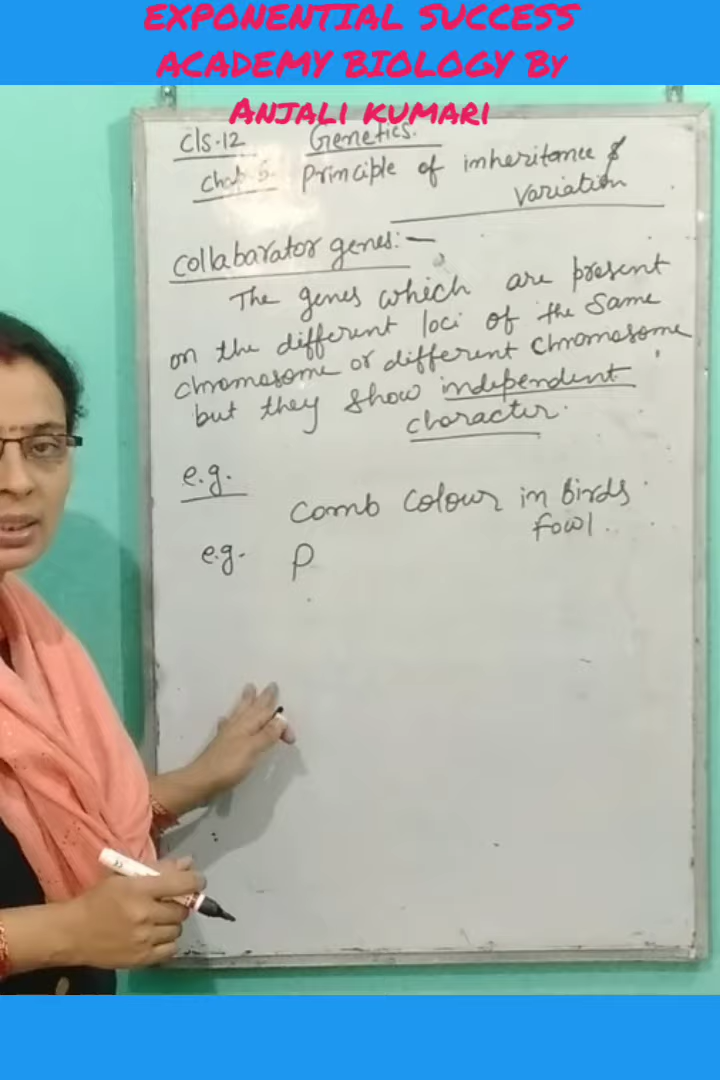 EXPONENTIAL SUCCESS
ACADEMY BIOLOGY BY
ANJALI KUMARI
Cls.12 Genetics.
Chap 5. Principle of inheritance &
Variation
Collabarator genes:—
The genes which are present
on the different loci of the same
chromosome or different chromosome
but they show independent
character.
e.g.
Comb Colour in Birds
Fowl.
e.g. P